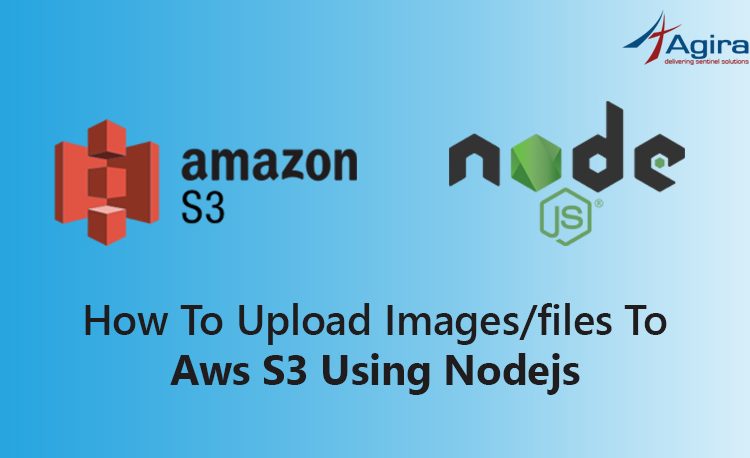 Agira
delivering sentinel solutions
amazon
S3
node
JS®
How To Upload Images/files To
Aws S3 Using Nodejs